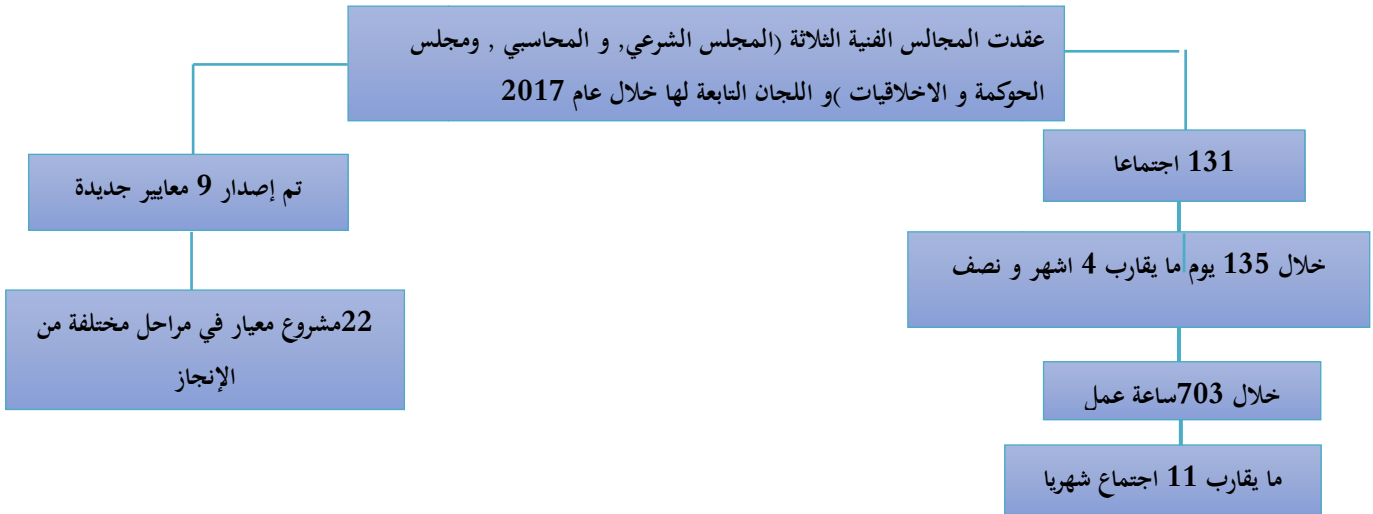 عقدت المجالس الفنية الثلاثة (المجلس الشرعي, و المحاسبي , ومجلس
الحوكمة و الاخلاقيات )و اللجان التابعة لها خلال عام 2017
131 اجتماعا
خلال 135 يوم ما يقارب 4 اشهر و نصف
خلال 703ساعة عمل
ما يقارب 11 اجتماع شهريا
تم إصدار 9 معايير جديدة
22مشروع معيار في مراحل مختلفة من
الإنجاز